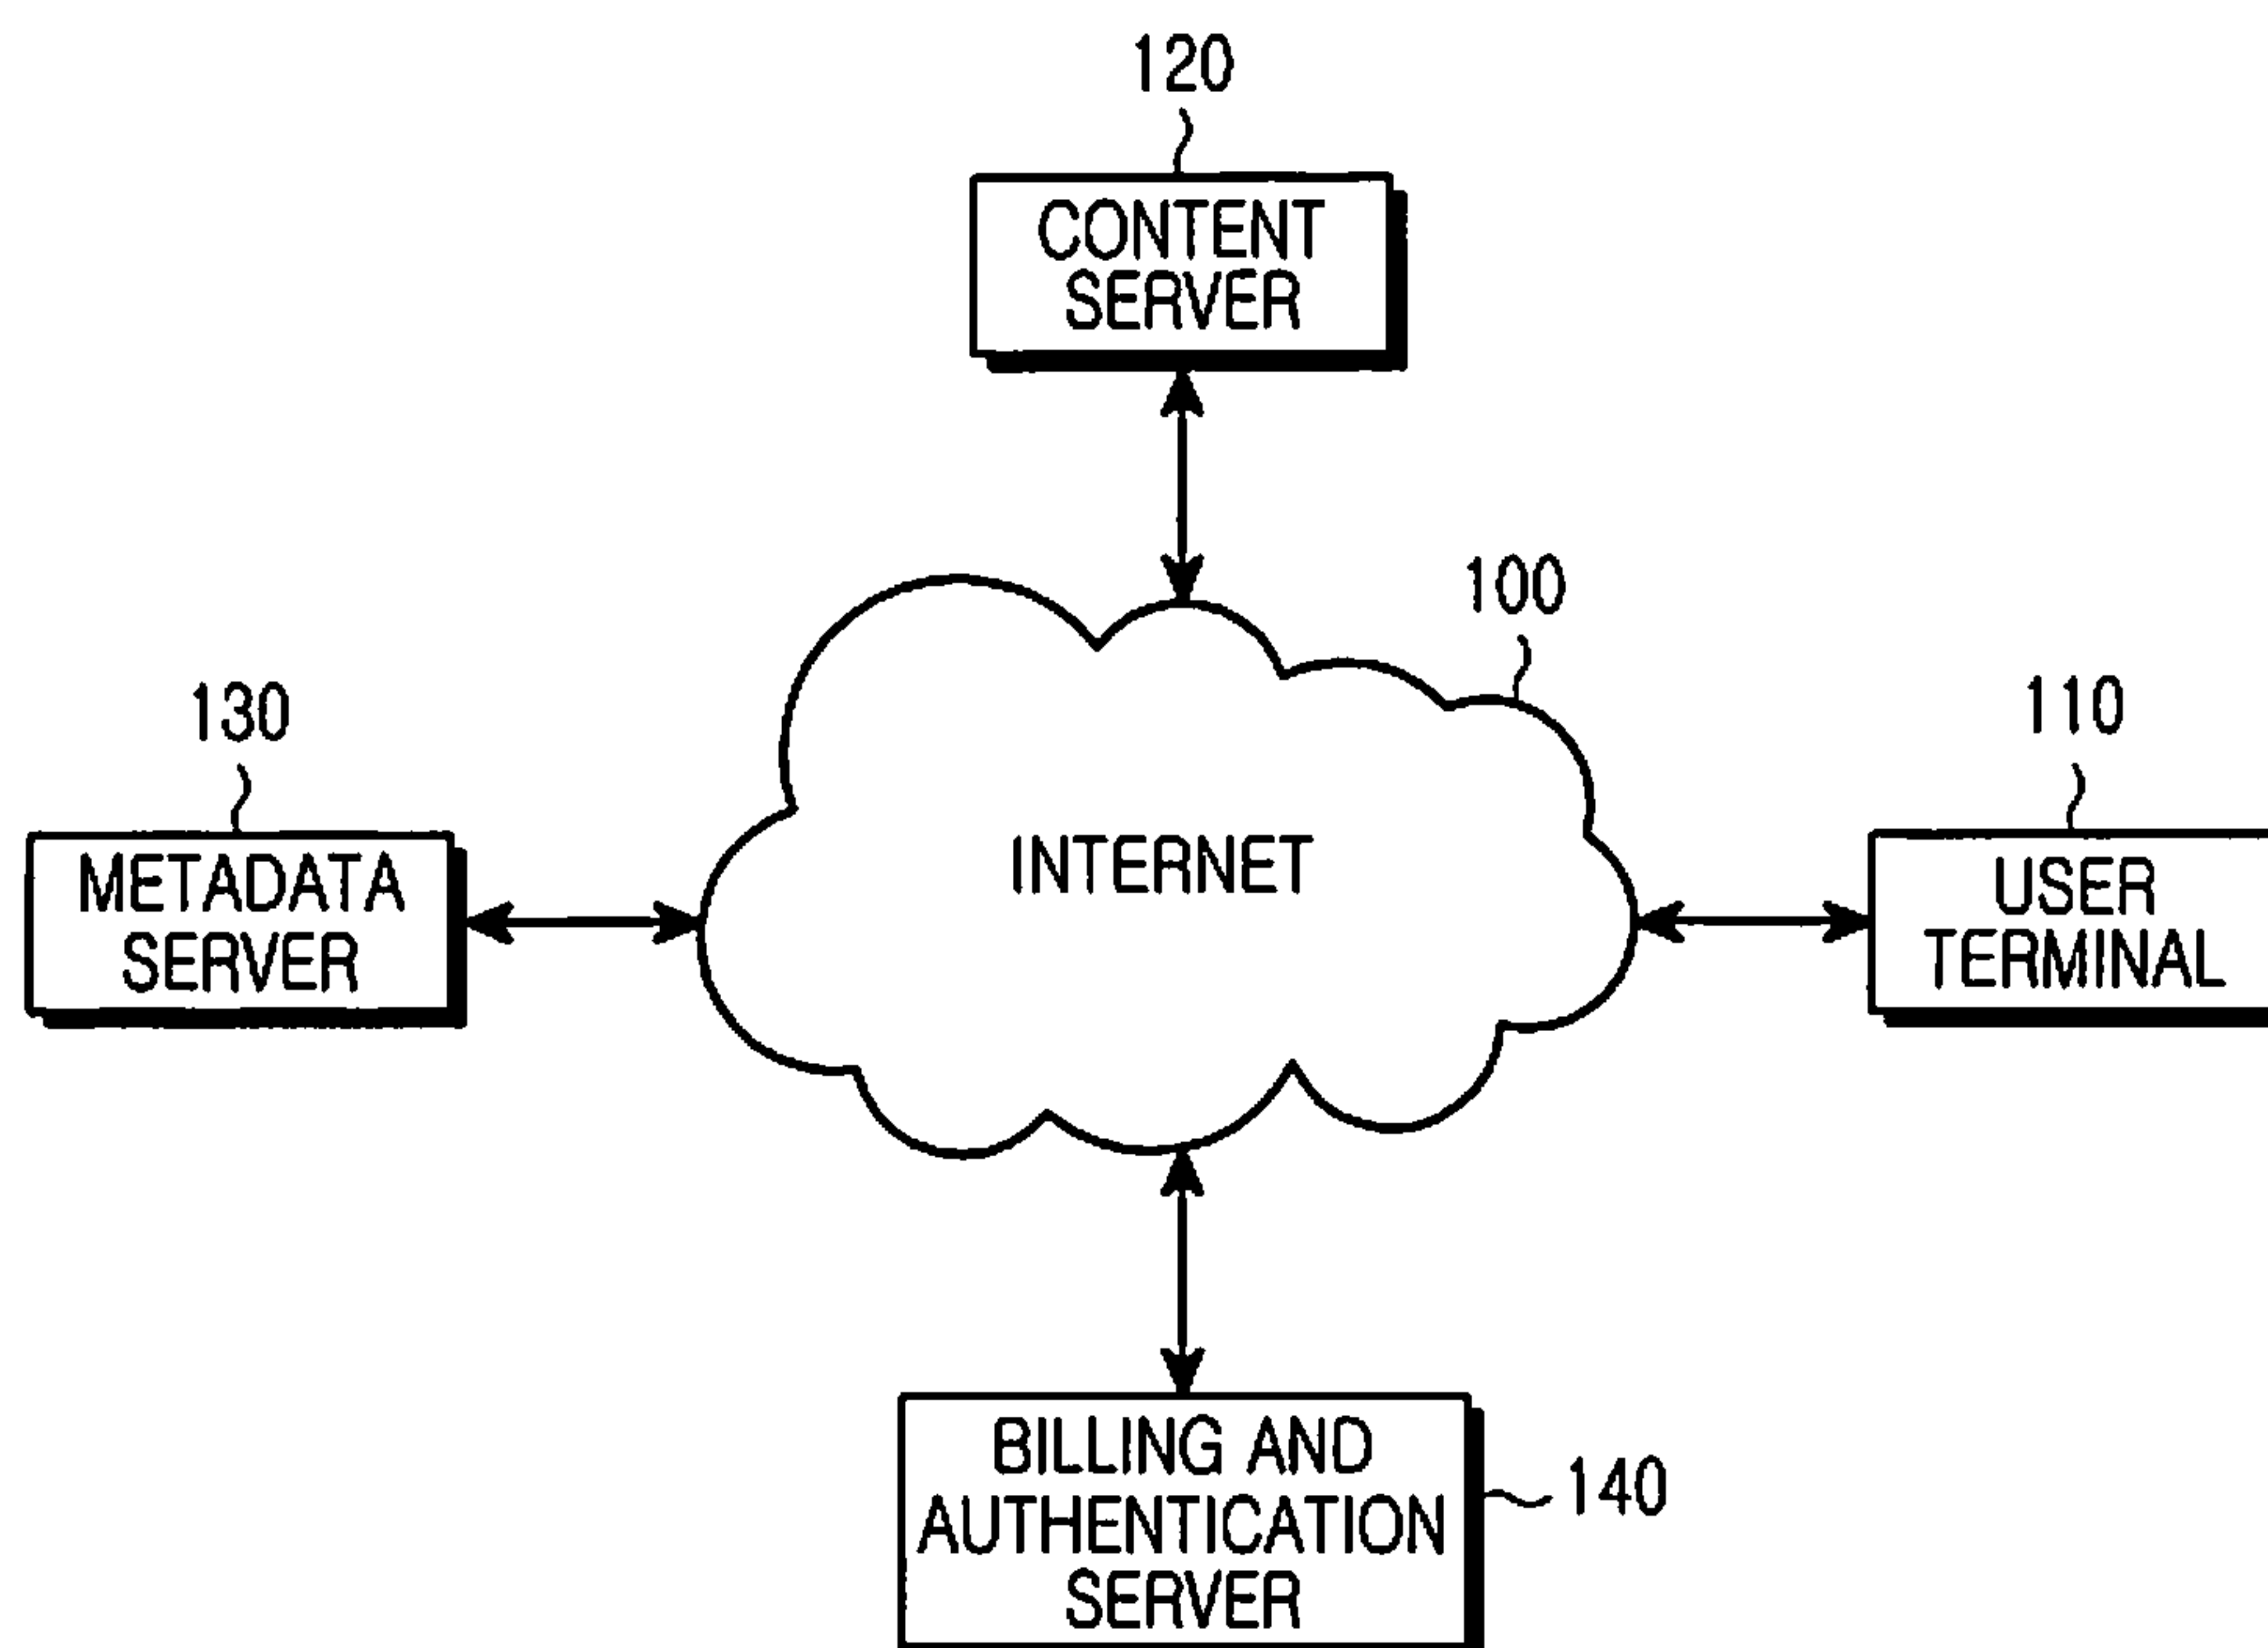 120
CONTENT
SERVER
100
130
110
METADATA
SERVER
INTERNET
USER
TERMINAL
BILLING AND
AUTHENTICATION
SERVER
140